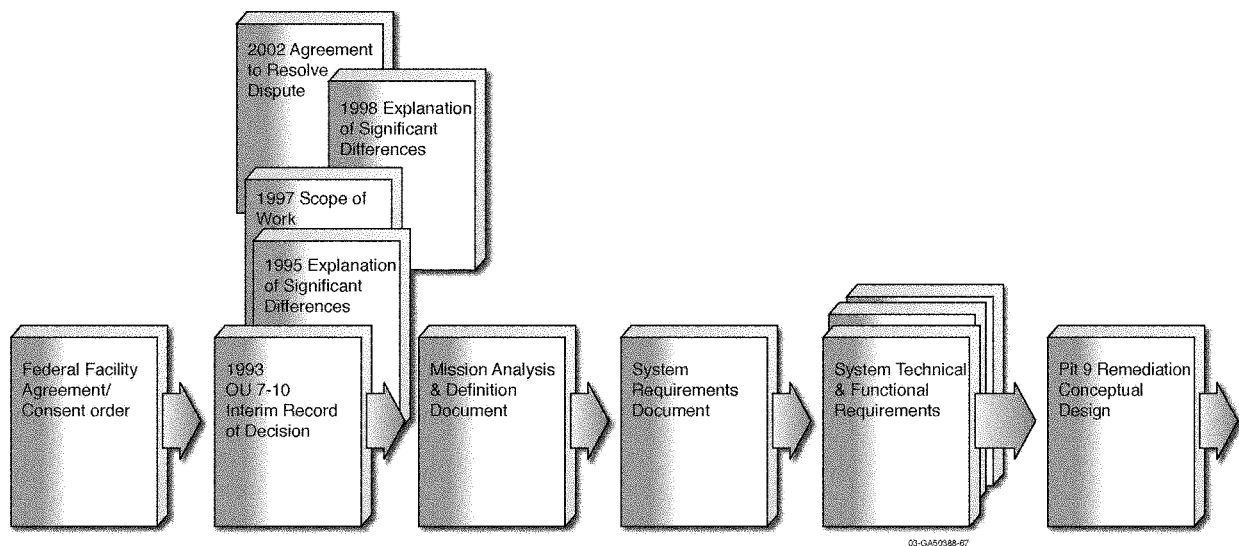 2002 Agreement
to Resolve
Dispute
1998 Explanation
of Significant
Differences
1997 Scope of
Work
1995 Explanation
of Significant
Differences
Federal Facility
Agreement/
Consent order
1993
OU 7-10
Interim Record
of Decision
Mission Analysis
& Definition
Document
System
Requirements
Document
System Technical
& Functional
Requirements
Pit 9 Remediation
Conceptual
Design
03-GA50388-67